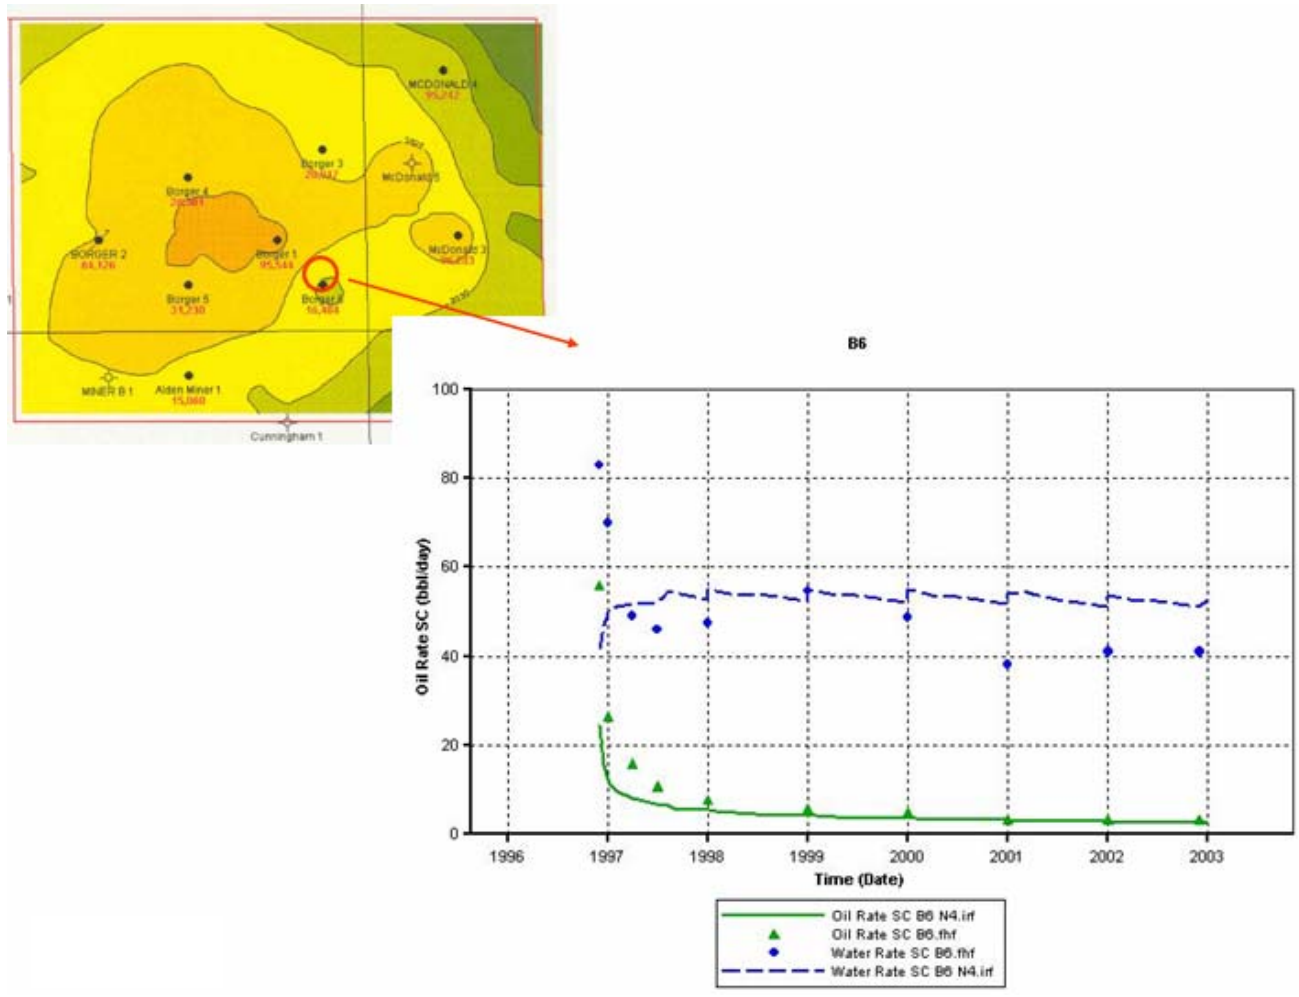 MCDONALD 4
95,242
Borger 3
McDonald 5
Borger 4
BORGER 2
84,126
Borger 1
95,544
McDonald 3
Borger 5
31,230
Borger 6
16,484
2030
MINER B 1
Alden Miner 1
15,060
Cunningham 1
B6
100
80
60
40
20
0
Oil Rate SC (bbl/day)
1996 1997 1998 1999 2000 2001 2002 2003
Time (Date)
Oil Rate SC B6 N4.irf
Oil Rate SC B6.fhf
Water Rate SC B6.fhf
Water Rate SC B6 N4.irf